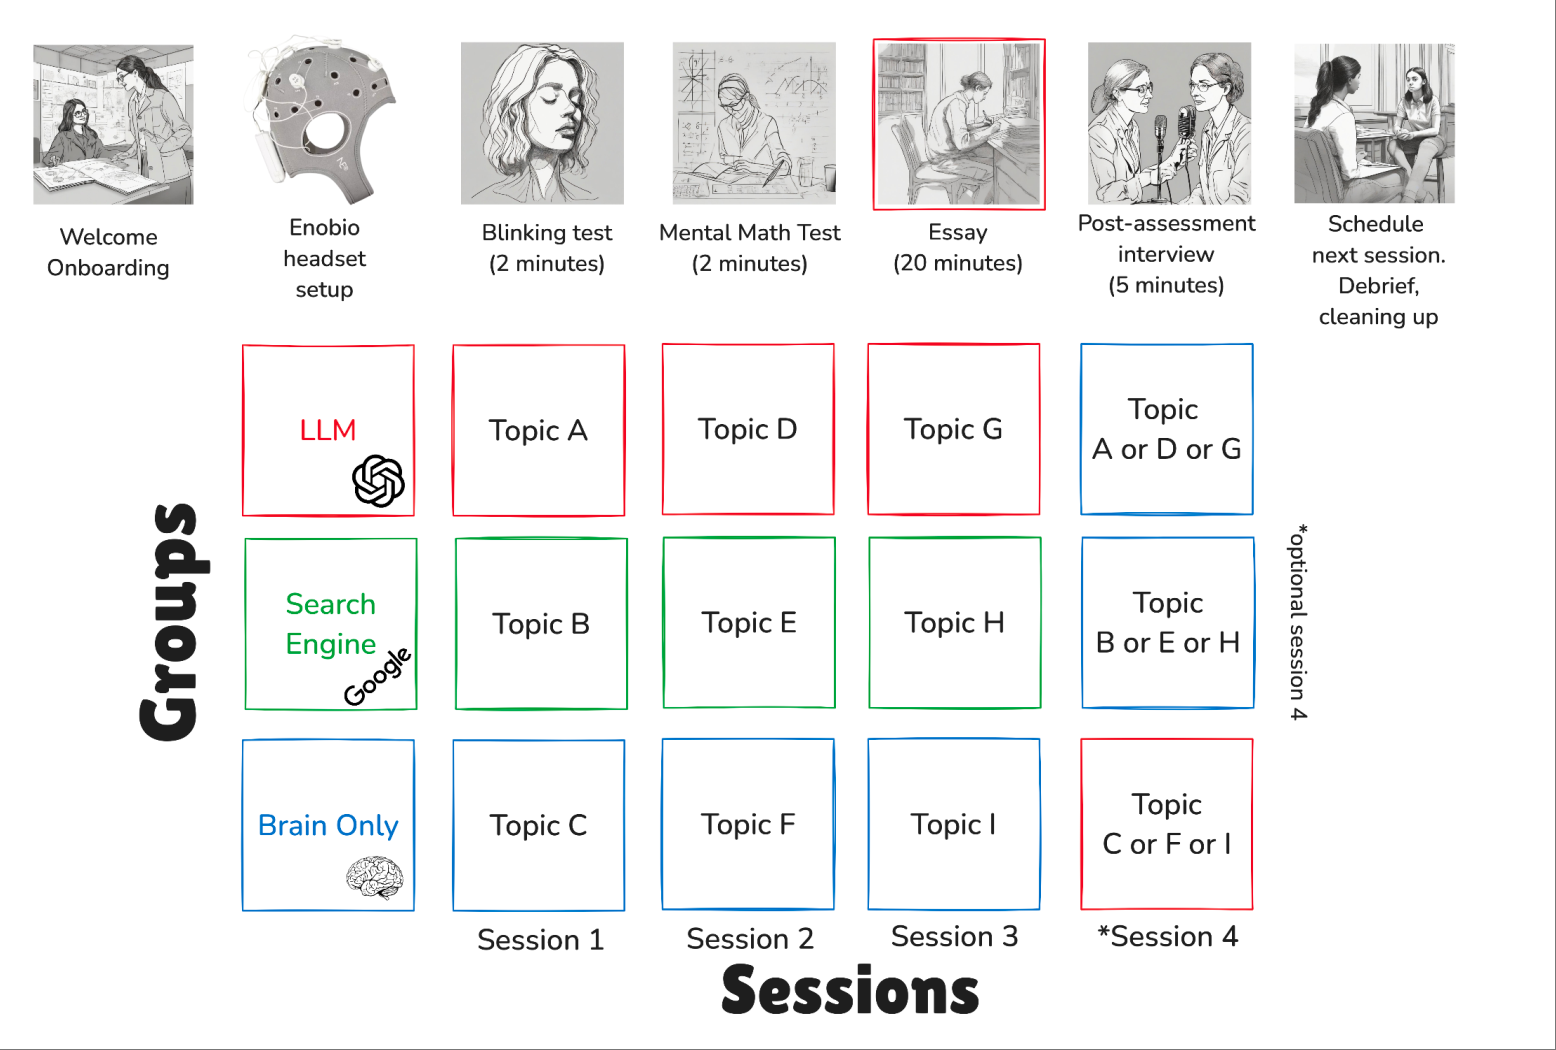 Welcome
Onboarding
Enobio
headset
setup
Blinking test
(2 minutes)
Mental Math Test
(2 minutes)
Essay
(20 minutes)
Post-assessment
interview
(5 minutes)
Schedule
next session.
Debrief,
cleaning up
Groups
LLM
Topic A
Topic D
Topic G
Topic
A or D or G
Search
Engine
Google
Topic B
Topic E
Topic H
Topic
B or E or H
*optional session 4
Brain Only
Topic C
Topic F
Topic I
Topic
C or F or I
Session 1
Session 2
Session 3
*Session 4
Sessions